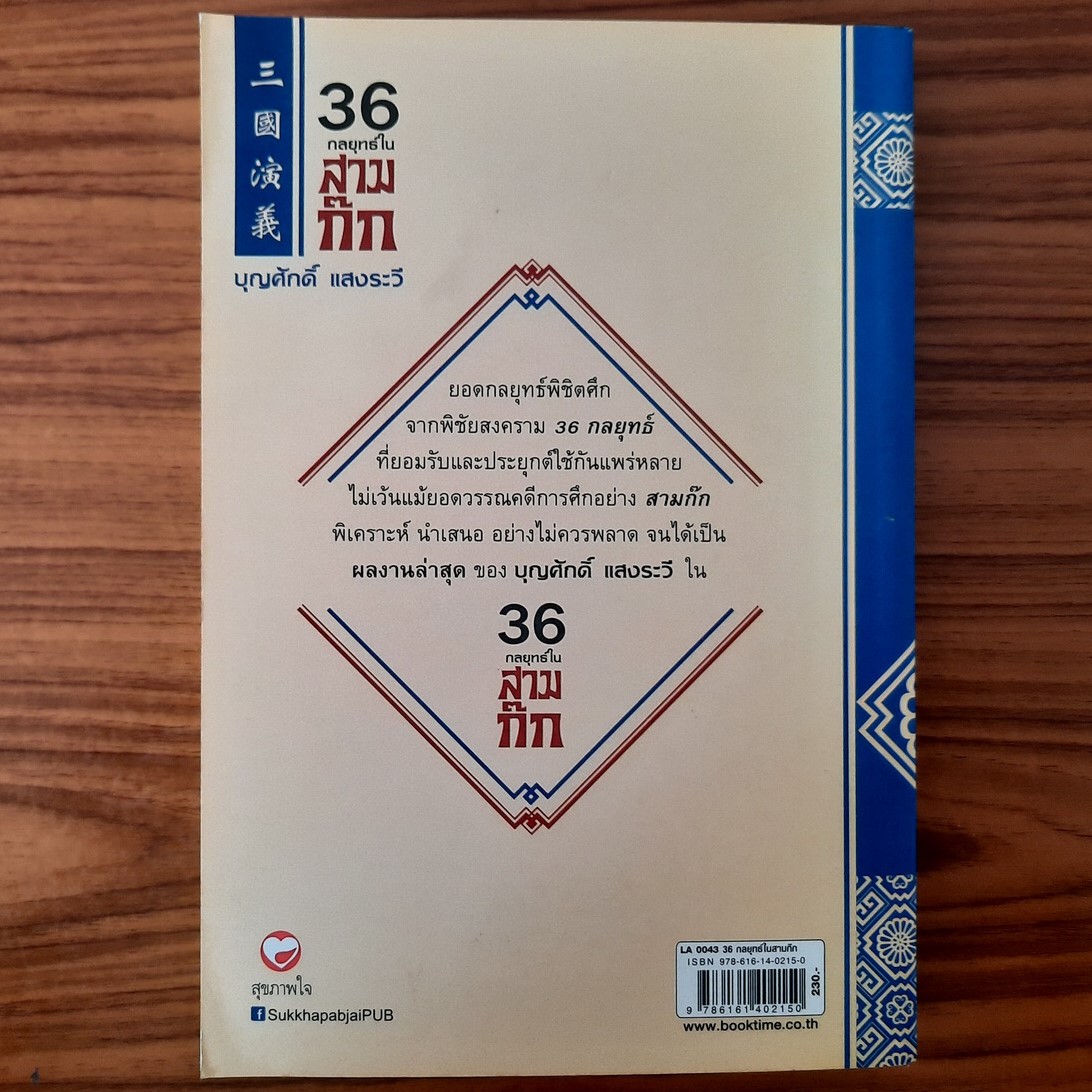 三國演義
36
กลยุทธ์ใน
สาม
ก๊ก
บุญศักดิ์ แสงระวี
ยอดกลยุทธ์พิชิตศึก
จากพิชัยสงคราม 36 กลยุทธ์
ที่ยอมรับและประยุกต์ใช้กันแพร่หลาย
ไม่เว้นแม้ยอดวรรณคดีการศึกอย่าง สามก๊ก
พิเคราะห์ นำเสนอ อย่างไม่ควรพลาด จนได้เป็น
ผลงานล่าสุด ของ บุญศักดิ์ แสงระวี ใน
36
กลยุทธ์ใน
สาม
ก๊ก
สุขภาพใจ
f SukkhapabjaiPUB
LA 0043 36 กลยุทธ์ในสามก๊ก
ISBN 978-616-14-0215-0
230.-
9 786161 402150
www.booktime.co.th